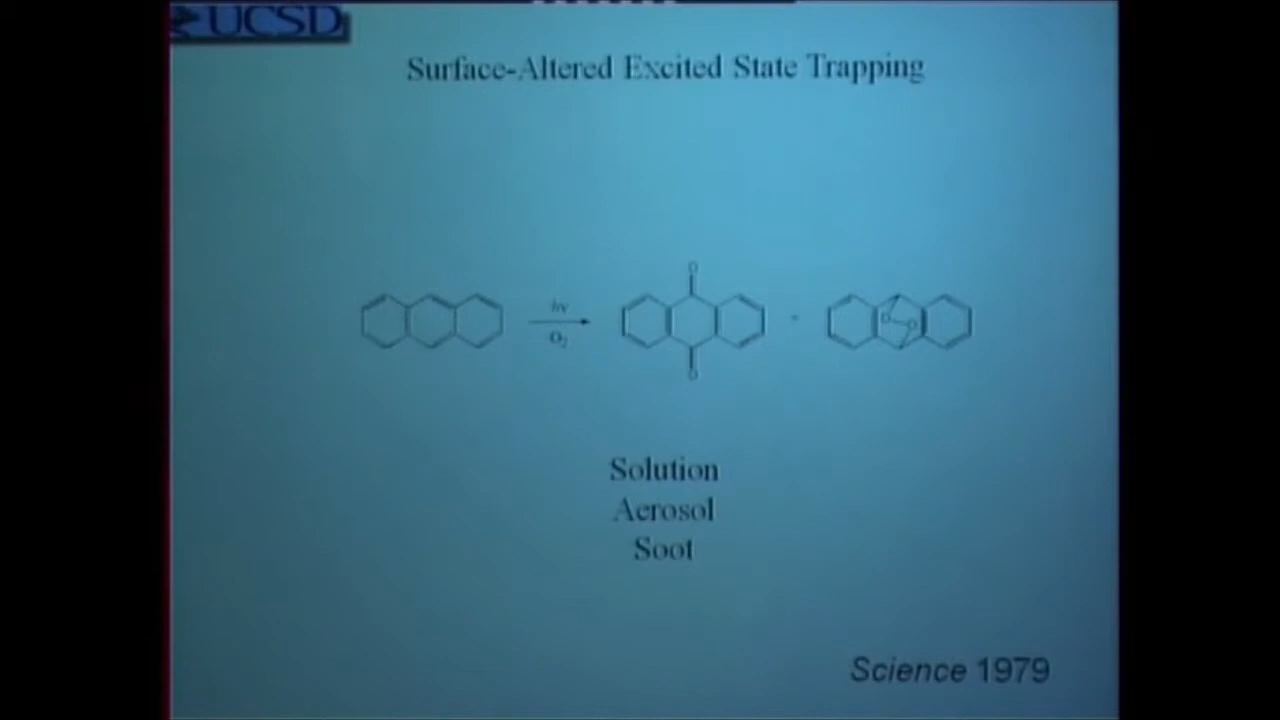 UCSD
Surface-Altered Excited State Trapping
O
hν
O₂
O O
O
Solution
Aerosol
Soot
Science 1979